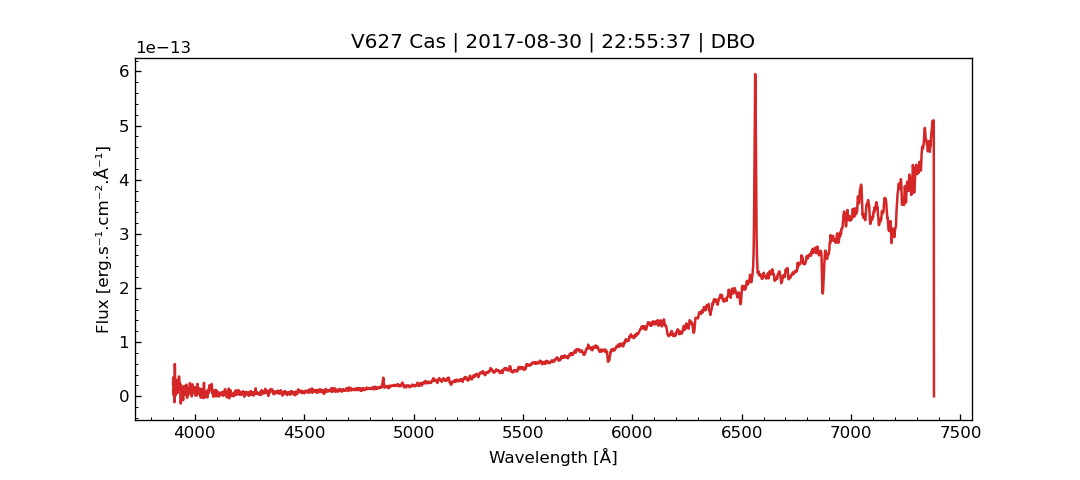 V627 Cas | 2017-08-30 | 22:55:37 | DBO
1e−13
6
5
4
3
2
1
0
Flux [erg.s⁻¹.cm⁻².Å⁻¹]
4000 4500 5000 5500 6000 6500 7000 7500
Wavelength [Å]